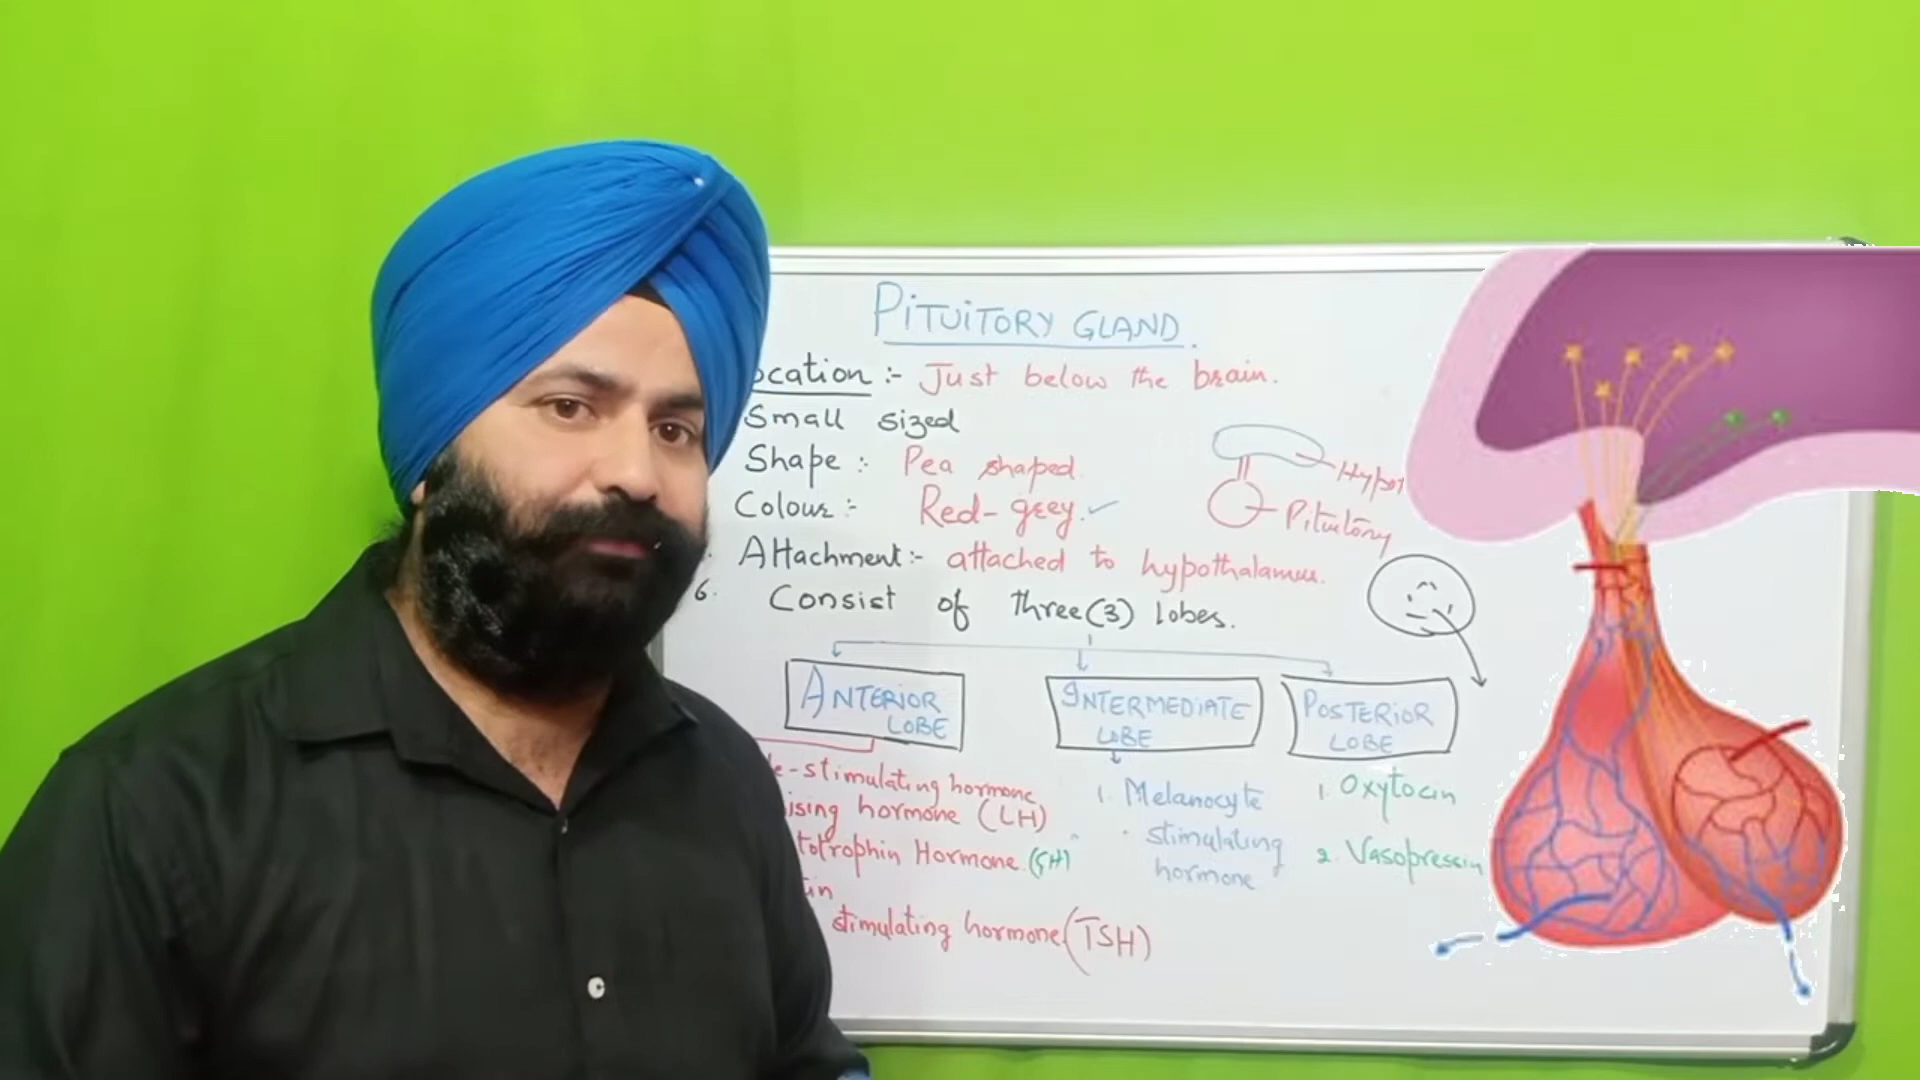 PITUITORY GLAND.
ocation :- Just below the brain.
Small sized
Shape :- Pea shaped
Hypot
Colour :- Red-grey.
Pituitory
Attachment:- attached to hypothalamus.
6. Consist of three(3) lobes.
ANTERIOR LOBE
INTERMEDIATE LOBE
POSTERIOR LOBE
e-stimulating hormone
ising hormone (LH)
totrophin Hormone. (GH)
in
stimulating hormone (TSH)
1. Melanocyte
stimulating
hormone
1. Oxytocin
2. Vasopressin